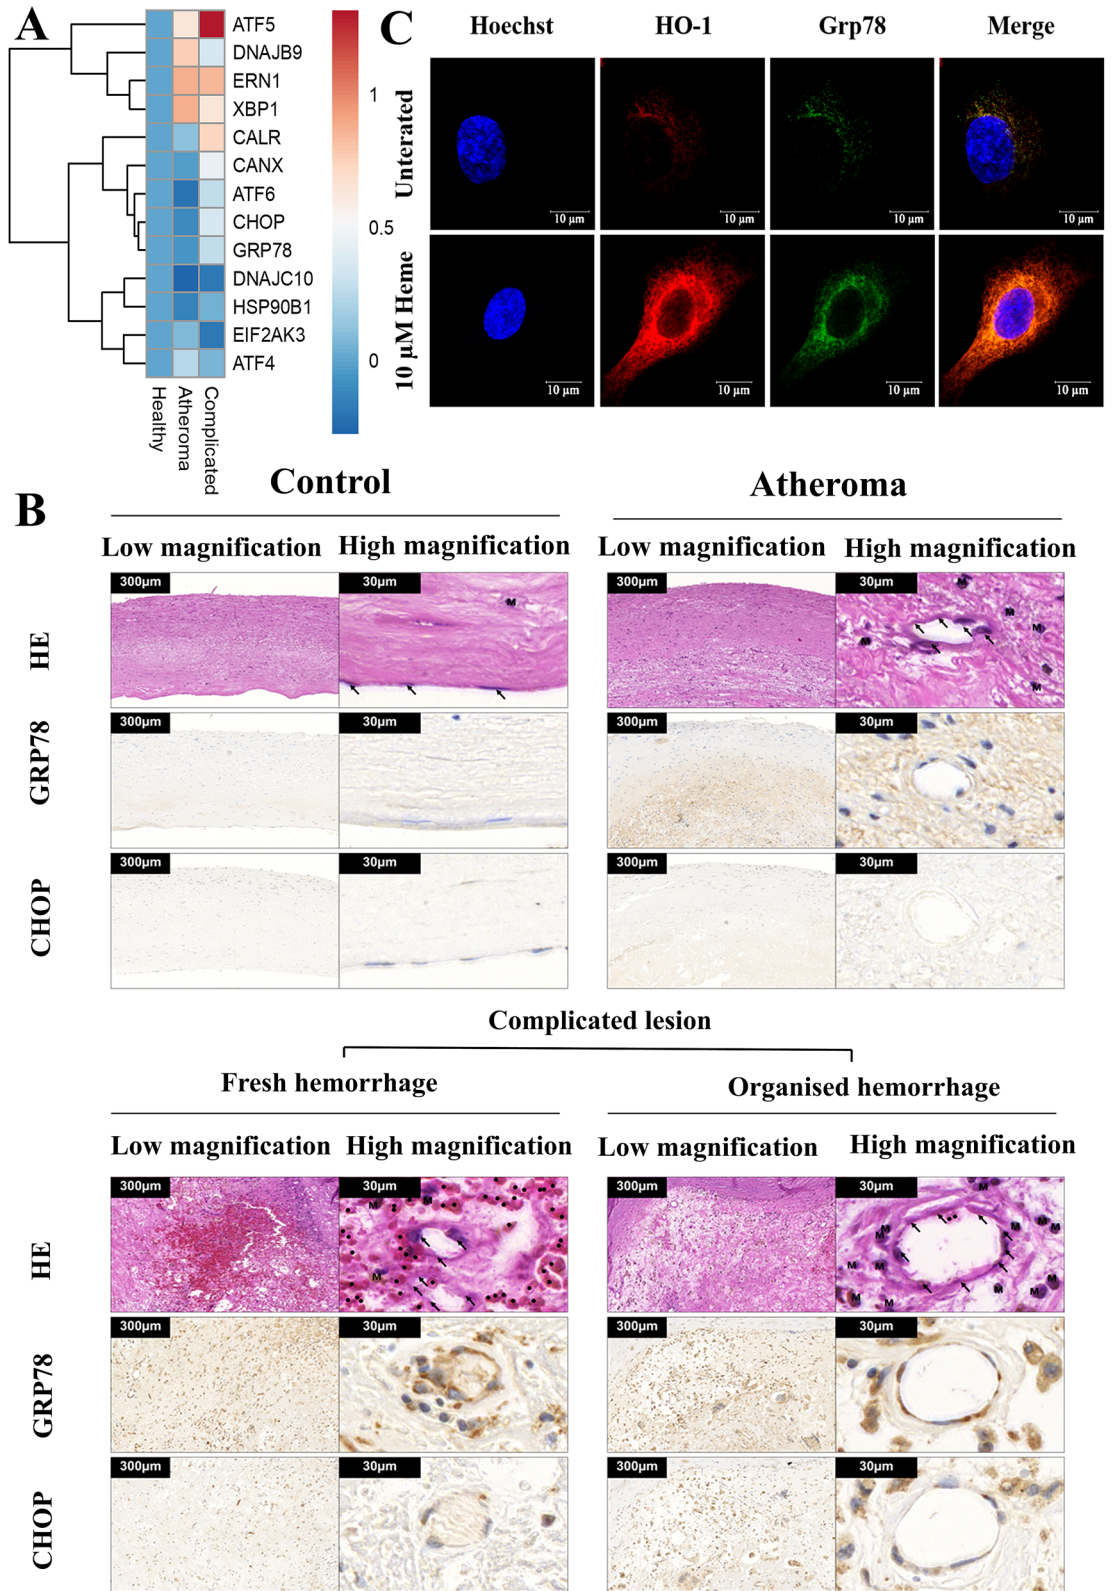 A
ATF5
DNAJB9
ERN1
XBP1
CALR
CANX
ATF6
CHOP
GRP78
DNAJC10
HSP90B1
EIF2AK3
ATF4
Healthy
Atheroma
Complicated
1
0.5
0
C
Hoechst HO-1 Grp78 Merge
Unterated
10 µm 10 µm 10 µm 10 µm
10 µM Heme
10 µm 10 µm 10 µm 10 µm
B
Control Atheroma
Low magnification High magnification Low magnification High magnification
HE
300µm 30µm 300µm 30µm
M M M M M M
GRP78
300µm 30µm 300µm 30µm
CHOP
300µm 30µm 300µm 30µm
Complicated lesion
Fresh hemorrhage Organised hemorrhage
Low magnification High magnification Low magnification High magnification
HE
300µm 30µm 300µm 30µm
M M M M M M M M M M M M M M
GRP78
300µm 30µm 300µm 30µm
CHOP
300µm 30µm 300µm 30µm